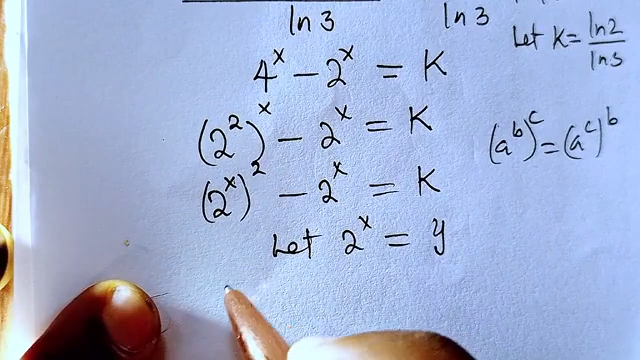 ln 3 ln 3
Let K = ln2
ln3
4^x − 2^x = K
(2^2)^x − 2^x = K
(a^b)^c = (a^c)^b
(2^x)^2 − 2^x = K
Let 2^x = y